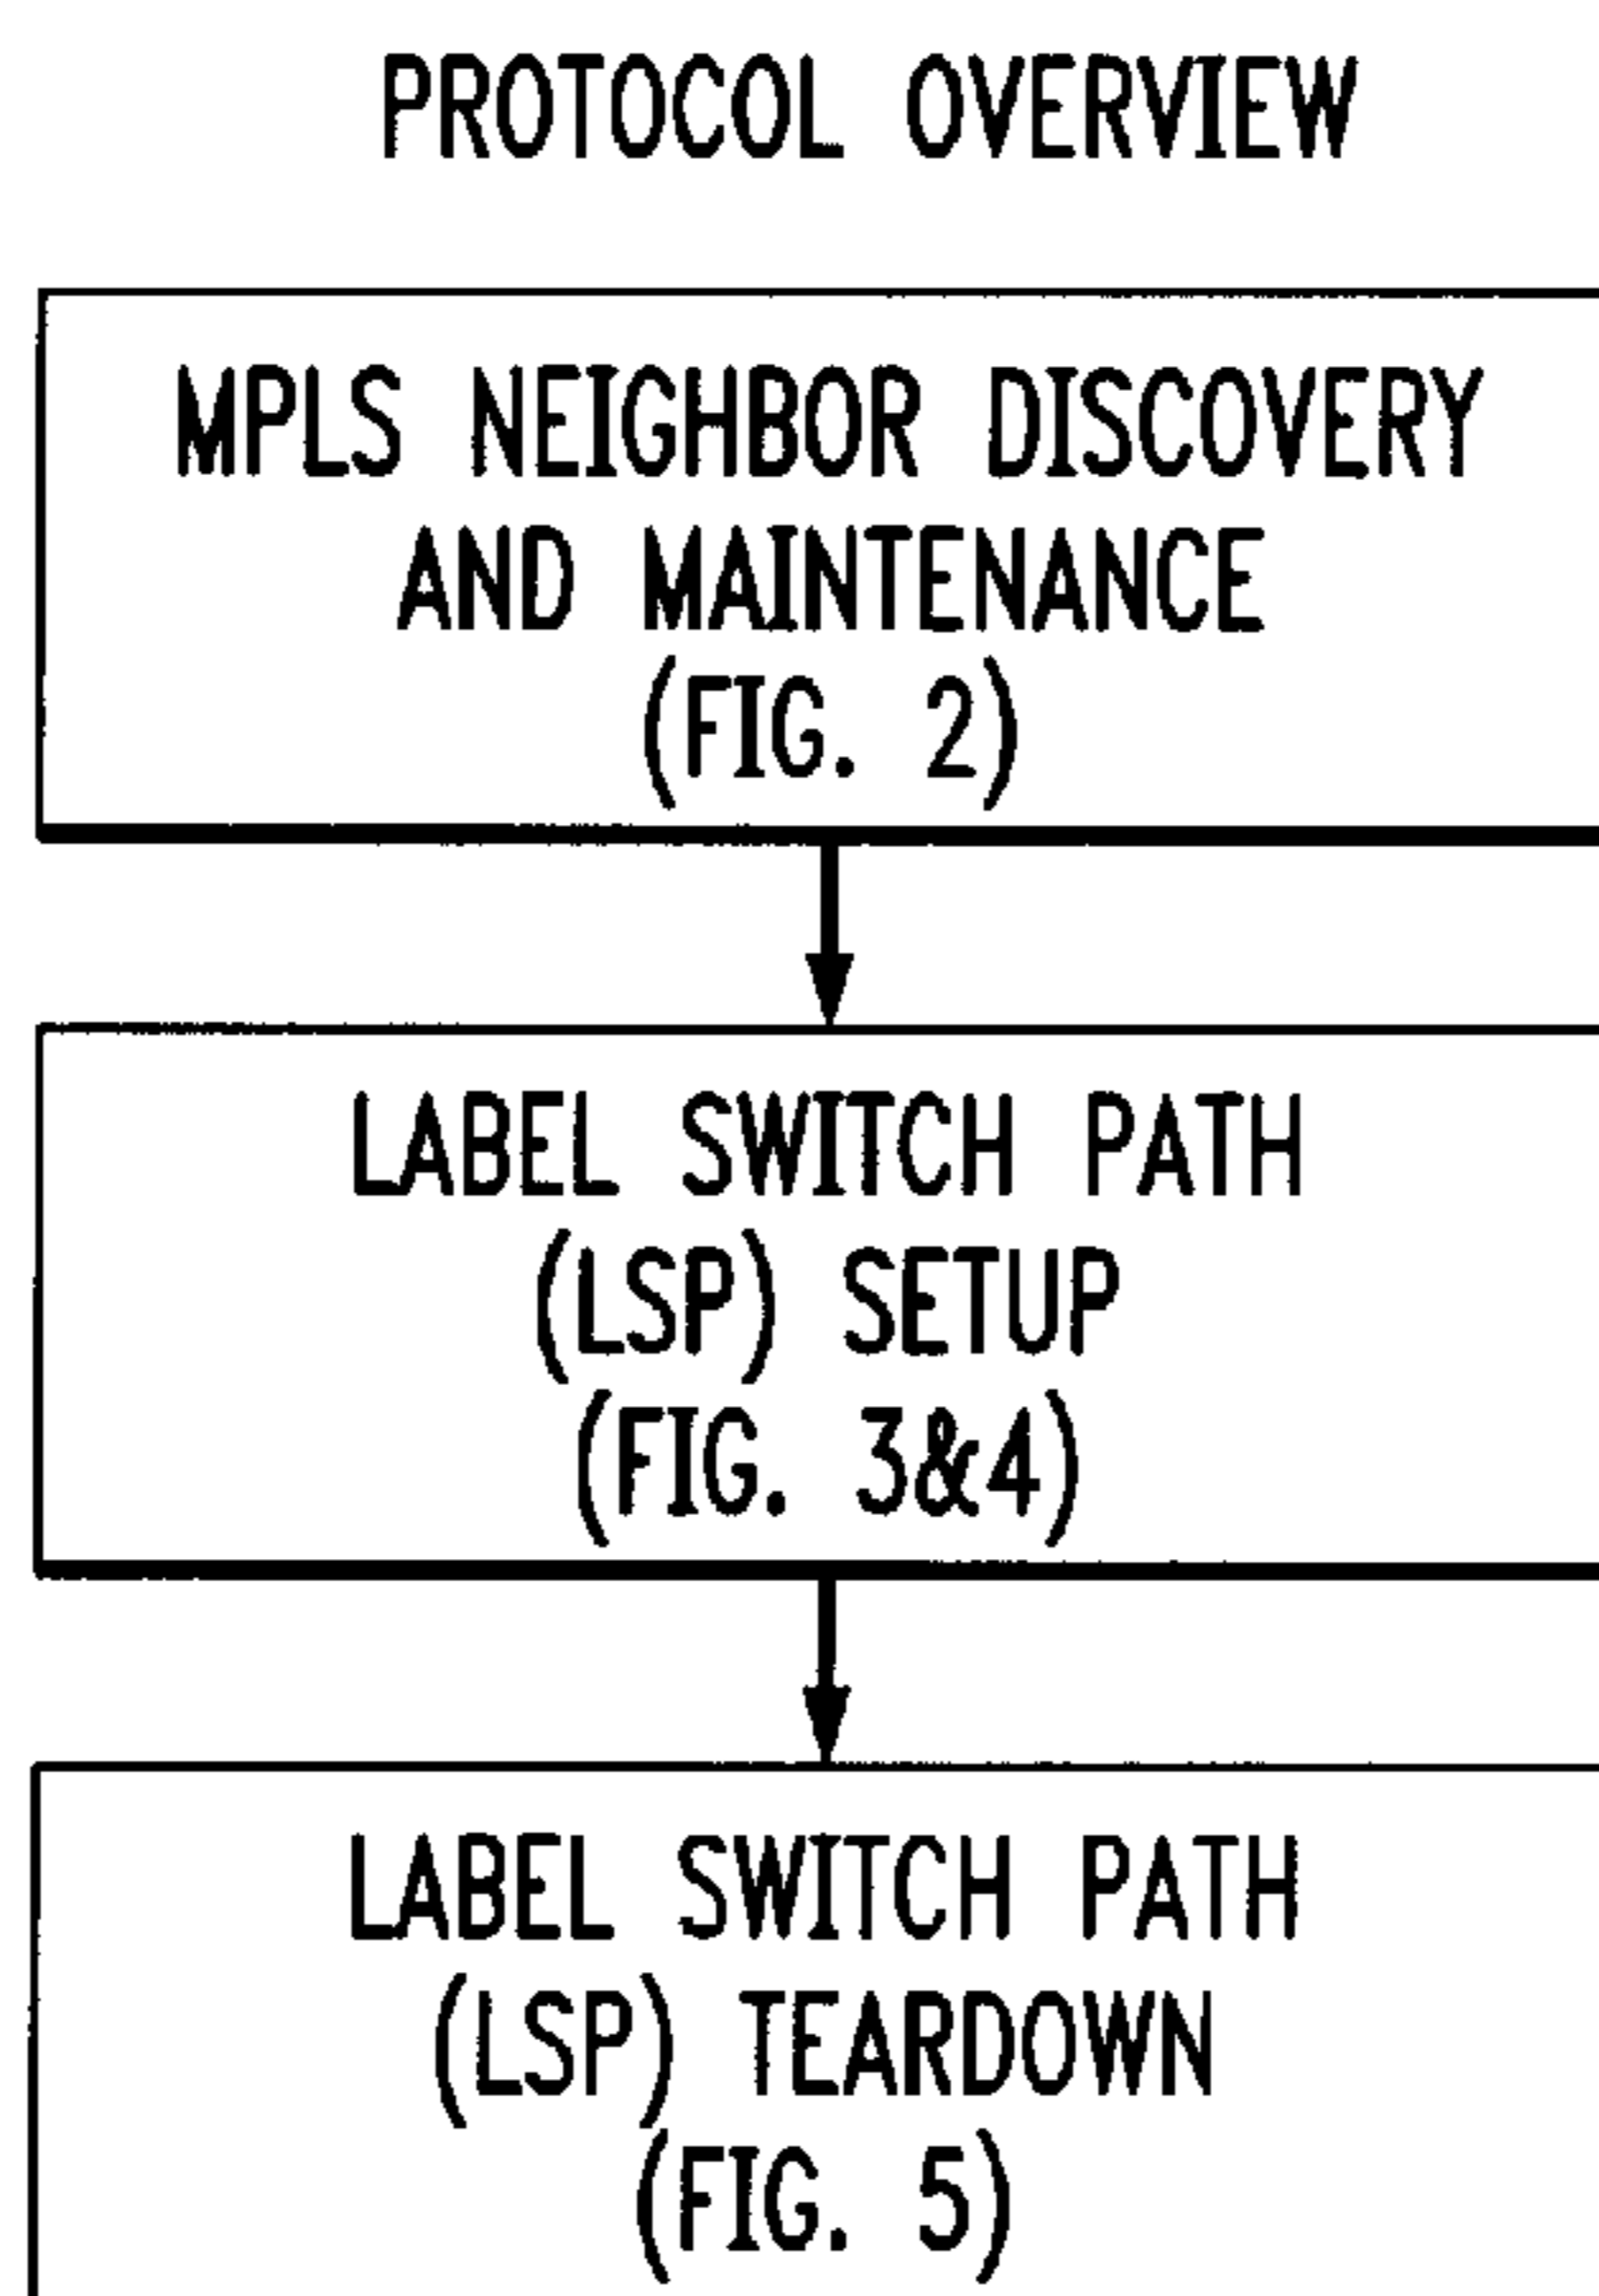 PROTOCOL OVERVIEW
MPLS NEIGHBOR DISCOVERY
AND MAINTENANCE
(FIG. 2)
LABEL SWITCH PATH
(LSP) SETUP
(FIG. 3&4)
LABEL SWITCH PATH
(LSP) TEARDOWN
(FIG. 5)